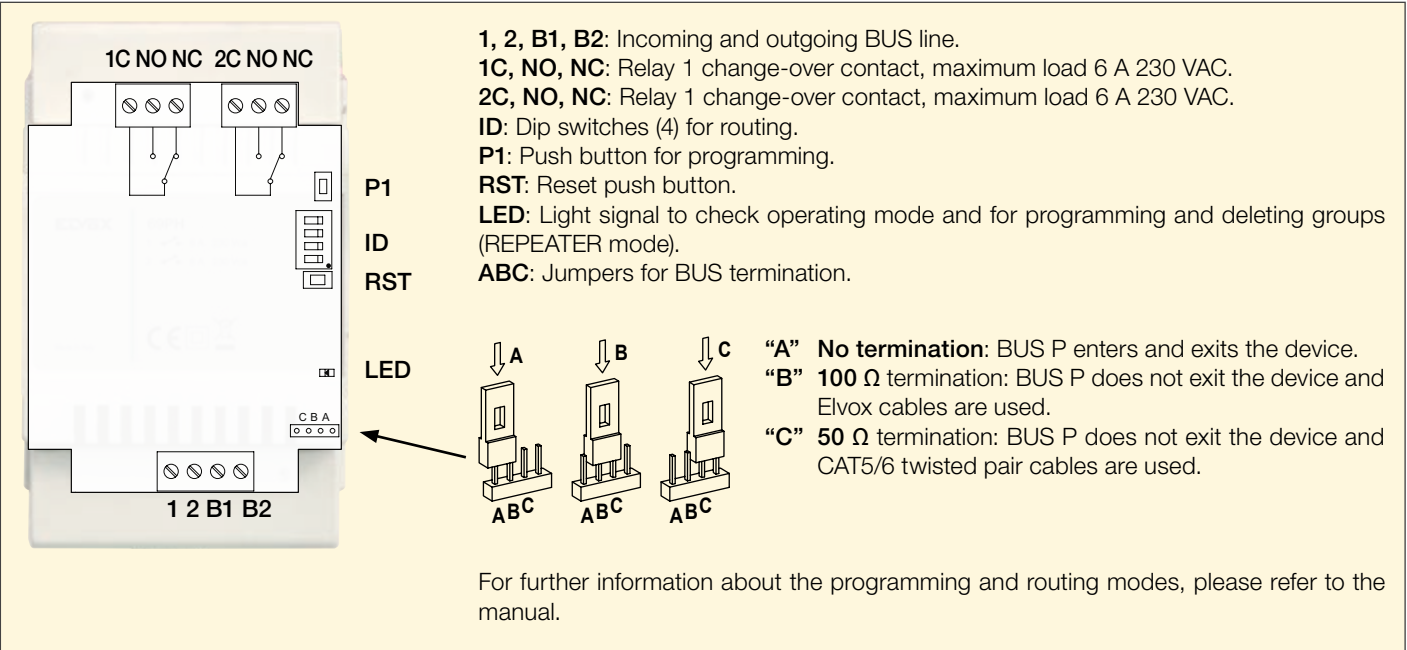 1C NO NC 2C NO NC
P1
ID
RST
LED
C B A
1 2 B1 B2
1, 2, B1, B2: Incoming and outgoing BUS line.
1C, NO, NC: Relay 1 change-over contact, maximum load 6 A 230 VAC.
2C, NO, NC: Relay 1 change-over contact, maximum load 6 A 230 VAC.
ID: Dip switches (4) for routing.
P1: Push button for programming.
RST: Reset push button.
LED: Light signal to check operating mode and for programming and deleting groups
(REPEATER mode).
ABC: Jumpers for BUS termination.
A B C
ABC ABC ABC
“A” No termination: BUS P enters and exits the device.
“B” 100 Ω termination: BUS P does not exit the device and
Elvox cables are used.
“C” 50 Ω termination: BUS P does not exit the device and
CAT5/6 twisted pair cables are used.
For further information about the programming and routing modes, please refer to the
manual.